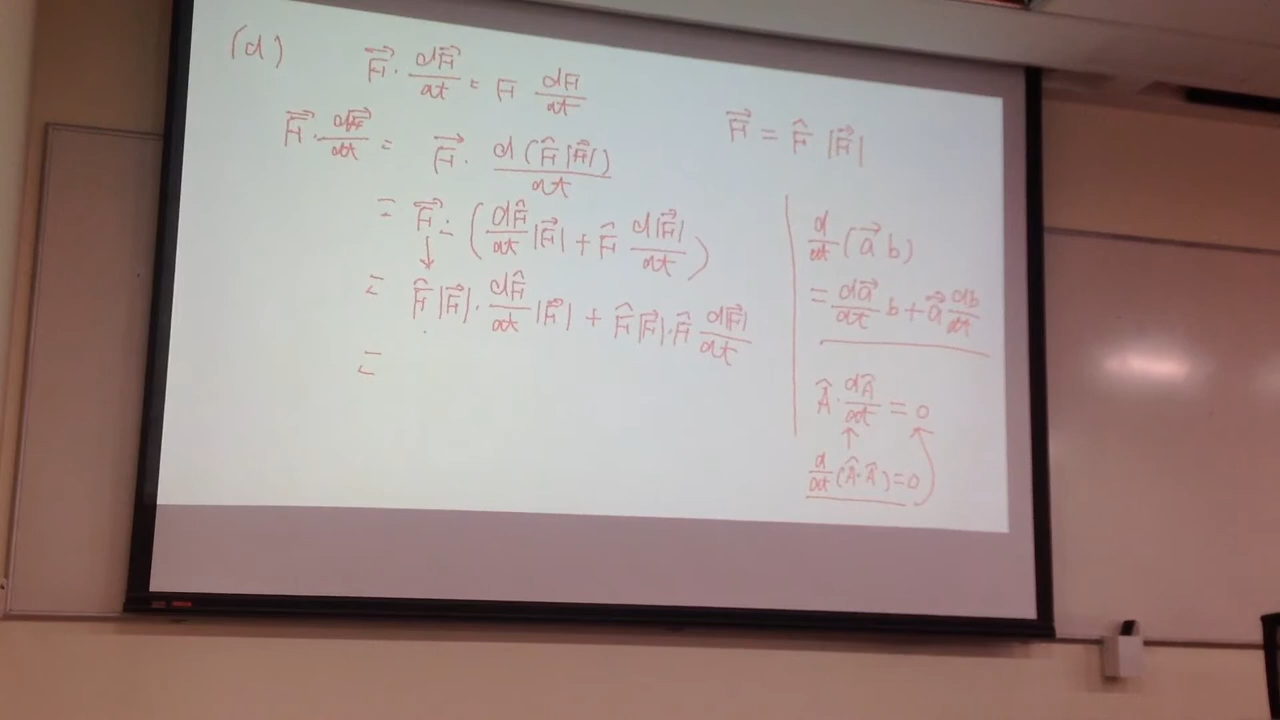 (d) F⃗ · dF⃗/dt = F dF/dt
F⃗ · dF⃗/dt = F⃗ · d(F̂|F⃗|)/dt
= F⃗ · (dF̂/dt |F⃗| + F̂ d|F⃗|/dt)
= F̂|F⃗| · dF̂/dt |F⃗| + F̂|F⃗| · F̂ d|F⃗|/dt
=
F⃗ = F̂ |F⃗|
d/dt (a⃗ b)
= da⃗/dt b + a⃗ db/dt
Â · dÂ/dt = 0
d/dt (Â · Â) = 0